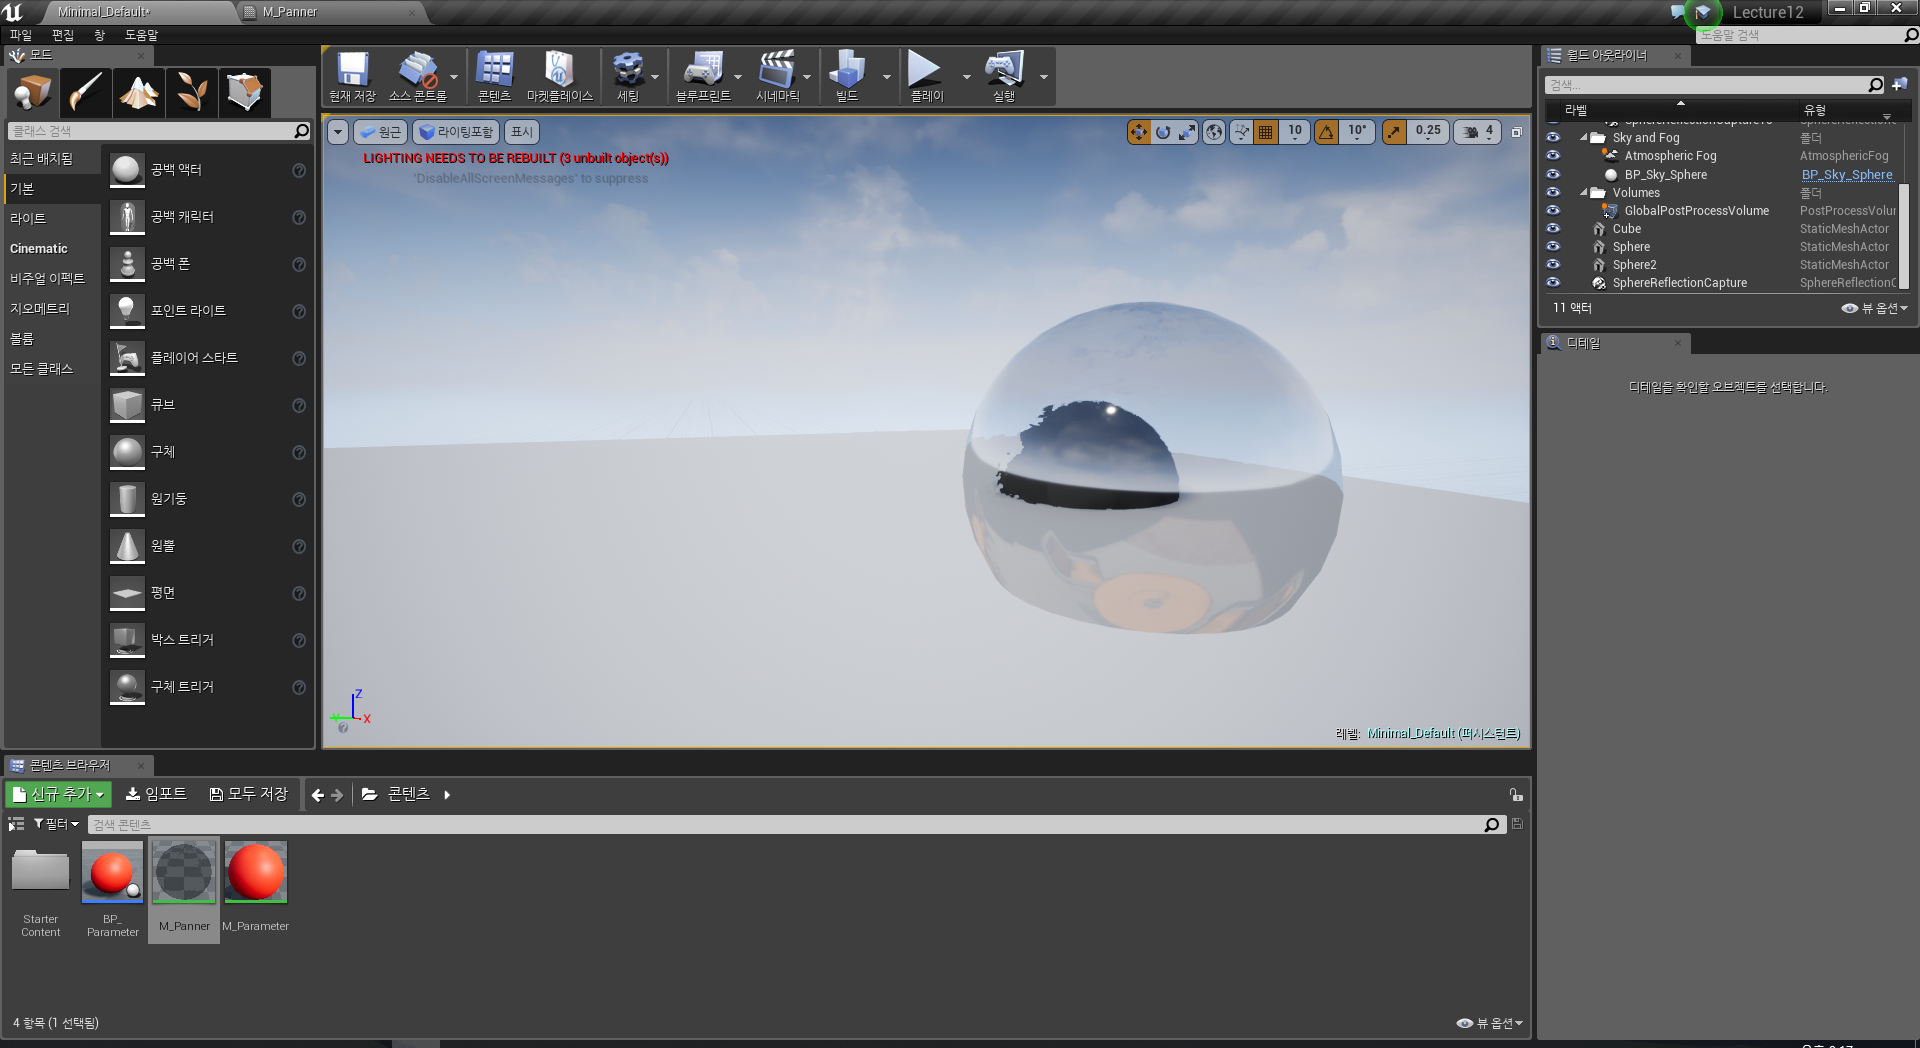 Minimal_Default*
M_Panner
Lecture12
파일 편집 창 도움말
도움말 검색
모드
클래스 검색
최근 배치됨
기본
라이트
Cinematic
비주얼 이펙트
지오메트리
볼륨
모든 클래스
공백 액터
공백 캐릭터
공백 폰
포인트 라이트
플레이어 스타트
큐브
구체
원기둥
원뿔
평면
박스 트리거
구체 트리거
현재 저장 소스 콘트롤 콘텐츠 마켓플레이스 세팅 블루프린트 시네마틱 빌드 플레이 실행
원근 라이팅포함 표시
10 10° 0.25 4
LIGHTING NEEDS TO BE REBUILT (3 unbuilt object(s))
'DisableAllScreenMessages' to suppress
Z
Y X
레벨: Minimal_Default (퍼시스턴트)
월드 아웃라이너
검색...
라벨 유형
Sky and Fog 폴더
Atmospheric Fog AtmosphericFog
BP_Sky_Sphere BP_Sky_Sphere
Volumes 폴더
GlobalPostProcessVolume PostProcessVolu
Cube StaticMeshActor
Sphere StaticMeshActor
Sphere2 StaticMeshActor
SphereReflectionCapture SphereReflectionC
11 액터
뷰 옵션
디테일
디테일을 확인할 오브젝트를 선택합니다.
콘텐츠 브라우저
신규 추가 임포트 모두 저장 콘텐츠
필터 검색 콘텐츠
Starter
Content
BP_
Parameter
M_Panner
M_Parameter
4 항목 (1 선택됨)
뷰 옵션